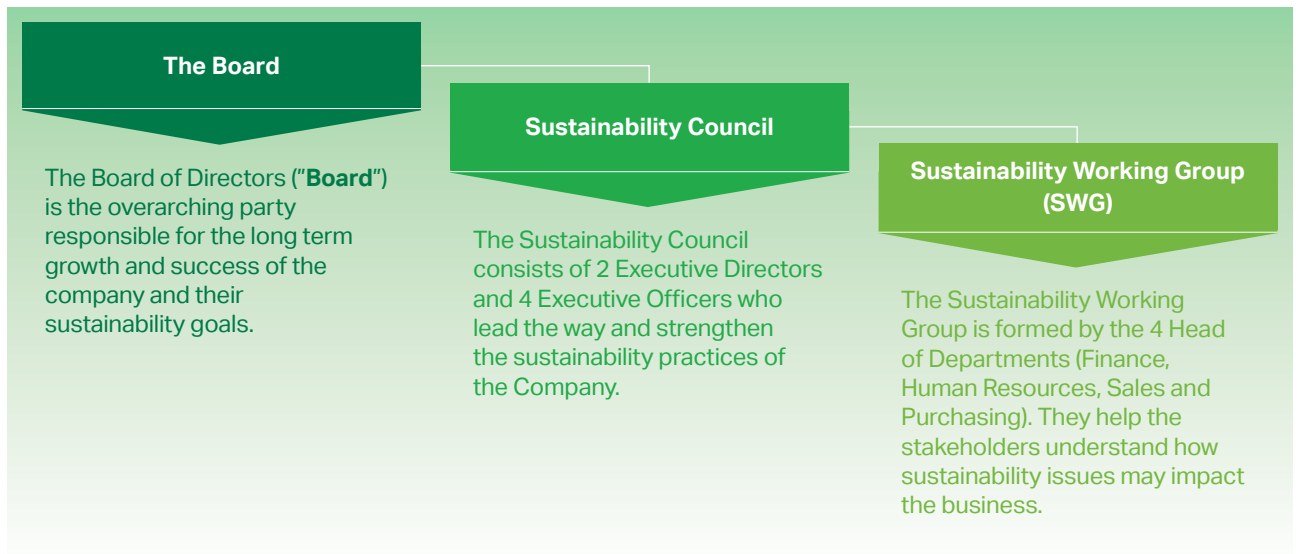 The Board
The Board of Directors (”Board”)
is the overarching party
responsible for the long term
growth and success of the
company and their
sustainability goals.
Sustainability Council
The Sustainability Council
consists of 2 Executive Directors
and 4 Executive Officers who
lead the way and strengthen
the sustainability practices of
the Company.
Sustainability Working Group
(SWG)
The Sustainability Working
Group is formed by the 4 Head
of Departments (Finance,
Human Resources, Sales and
Purchasing). They help the
stakeholders understand how
sustainability issues may impact
the business.